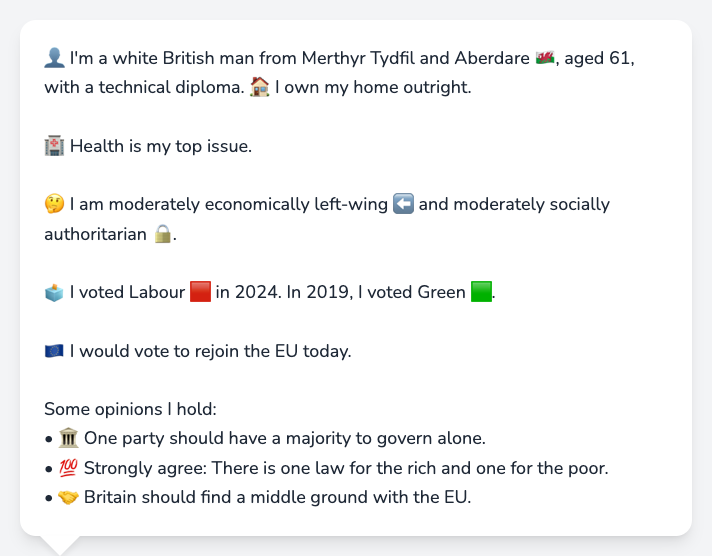 👤 I'm a white British man from Merthyr Tydfil and Aberdare 🏴󠁧󠁢󠁷󠁬󠁳󠁿, aged 61,
with a technical diploma. 🏠 I own my home outright.
🏥 Health is my top issue.
🤔 I am moderately economically left-wing ⬅️ and moderately socially
authoritarian 🔒.
🗳️ I voted Labour 🟥 in 2024. In 2019, I voted Green 🟩.
🇪🇺 I would vote to rejoin the EU today.
Some opinions I hold:
• 🏛️ One party should have a majority to govern alone.
• 💯 Strongly agree: There is one law for the rich and one for the poor.
• 🤝 Britain should find a middle ground with the EU.